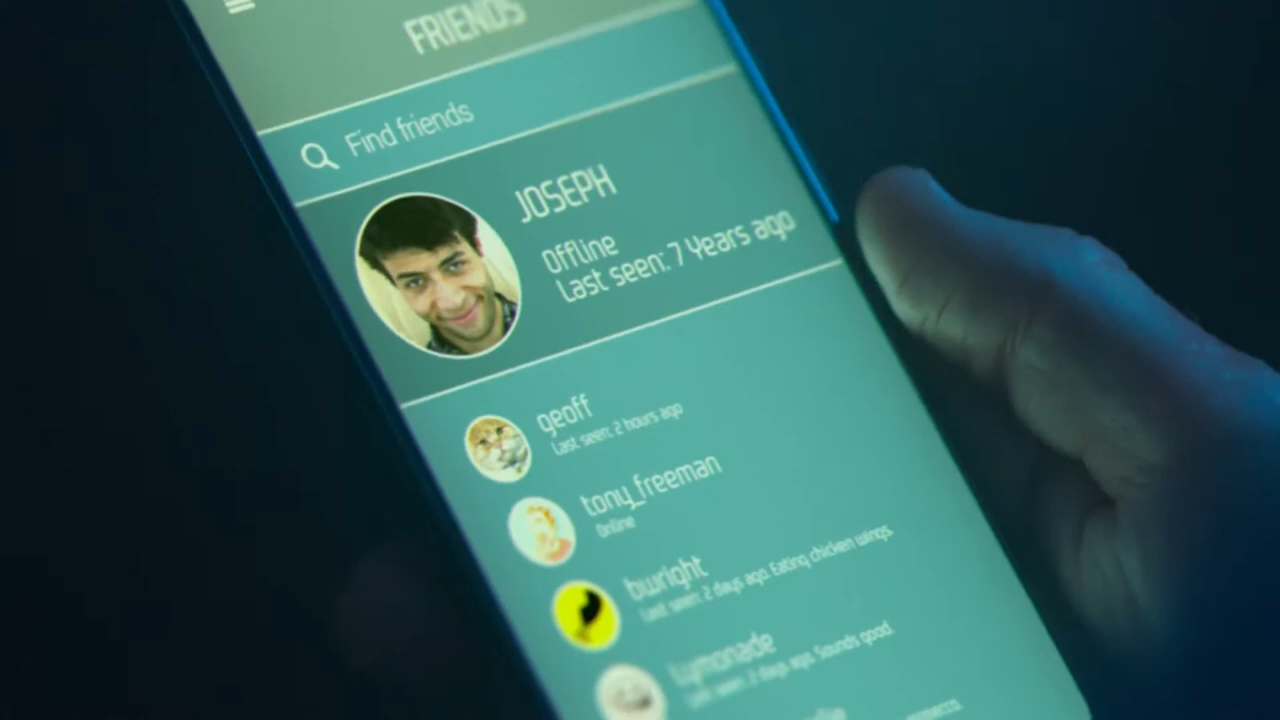 FRIENDS
Find friends
JOSEPH
Offline
Last seen: 7 Years ago
geoff
Last seen: 2 hours ago
tony_freeman
Online
bwright
Last seen: 2 days ago. Eating chicken wings.
Lymonade
Last seen: 2 days ago. Sounds good.